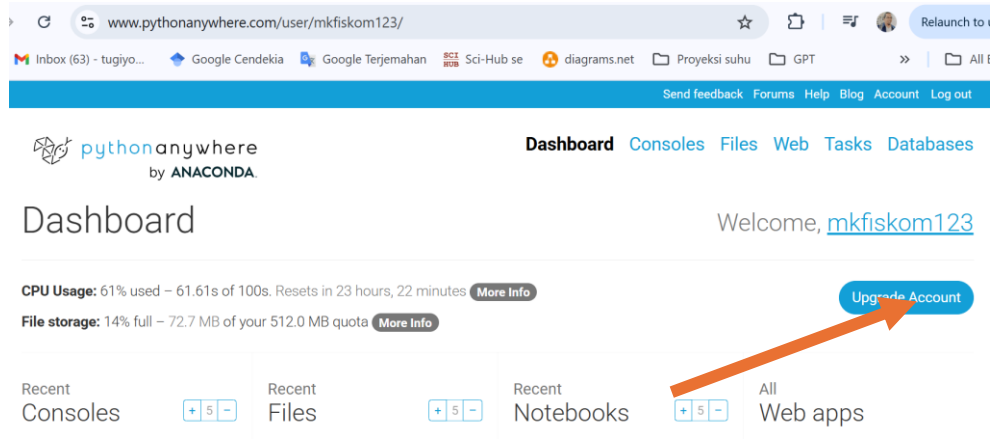 www.pythonanywhere.com/user/mkfiskom123/ Relaunch to
Inbox (63) - tugiyo... Google Cendekia Google Terjemahan SCI HUB Sci-Hub se diagrams.net Proyeksi suhu GPT » All
Send feedback Forums Help Blog Account Log out
pythonanywhere
by ANACONDA.
Dashboard Consoles Files Web Tasks Databases
Dashboard
Welcome, mkfiskom123
CPU Usage: 61% used – 61.61s of 100s. Resets in 23 hours, 22 minutes More Info
Upgrade Account
File storage: 14% full – 72.7 MB of your 512.0 MB quota More Info
Recent
Consoles + 5 −
Recent
Files + 5 −
Recent
Notebooks + 5 −
All
Web apps